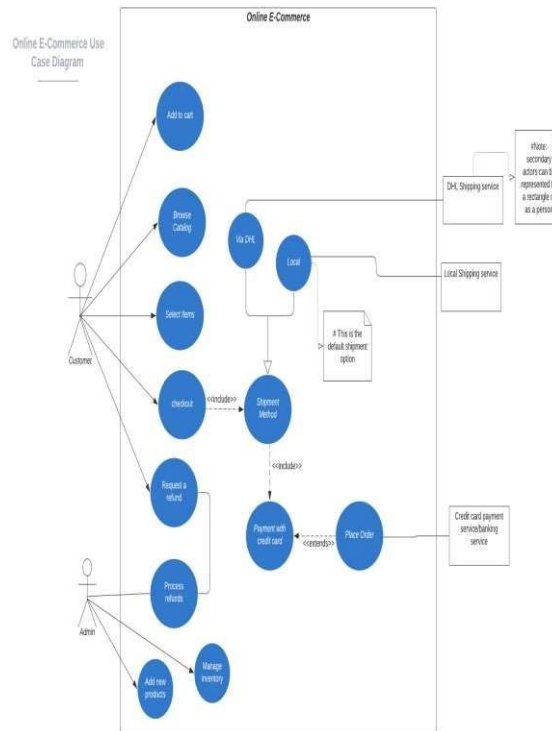 Online E-Commerce
Online E-Commerce Use
Case Diagram
Add to cart
#Note:
secondary
actors can be
represented
a rectangle
as a person
DHL Shipping service
Browse
Catalog
Via DHL
Local
Local Shipping service
Select Items
# This is the
default shipment
option
Customer
checkout
<<include>>
Shipment
Method
<<include>>
Request a
refund
Payment with
credit card
<<extends>>
Place Order
Credit card payment
service/banking
service
Process
refunds
Admin
Manage
inventory
Add new
products